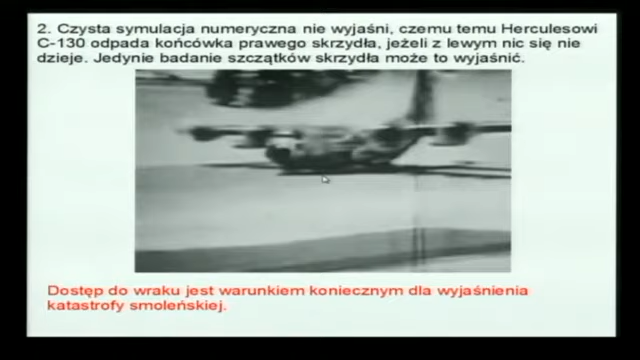 2. Czysta symulacja numeryczna nie wyjaśni, czemu temu Herculesowi
C-130 odpada końcówka prawego skrzydła, jeżeli z lewym nic się nie
dzieje. Jedynie badanie szczątków skrzydła może to wyjaśnić.
Dostęp do wraku jest warunkiem koniecznym dla wyjaśnienia
katastrofy smoleńskiej.